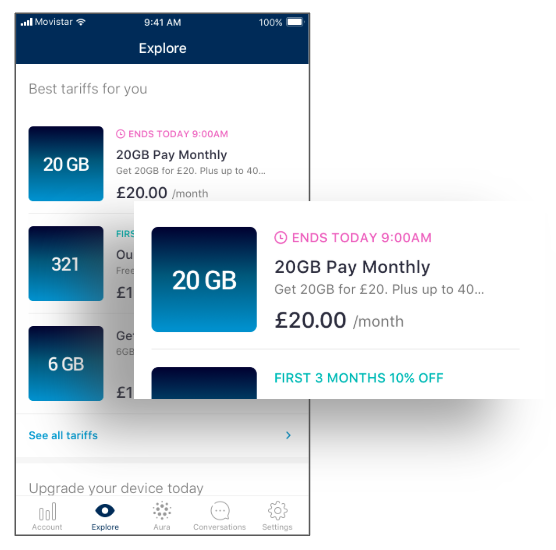 Movistar 9:41 AM 100%
Explore
Best tariffs for you
20 GB
ENDS TODAY 9:00AM
20GB Pay Monthly
Get 20GB for £20. Plus up to 40...
£20.00 /month
321
FIRS
Ou
Free
£1
6 GB
Get
6GB
£1
See all tariffs
Upgrade your device today
Account Explore Aura Conversations Settings
20 GB
ENDS TODAY 9:00AM
20GB Pay Monthly
Get 20GB for £20. Plus up to 40...
£20.00 /month
FIRST 3 MONTHS 10% OFF